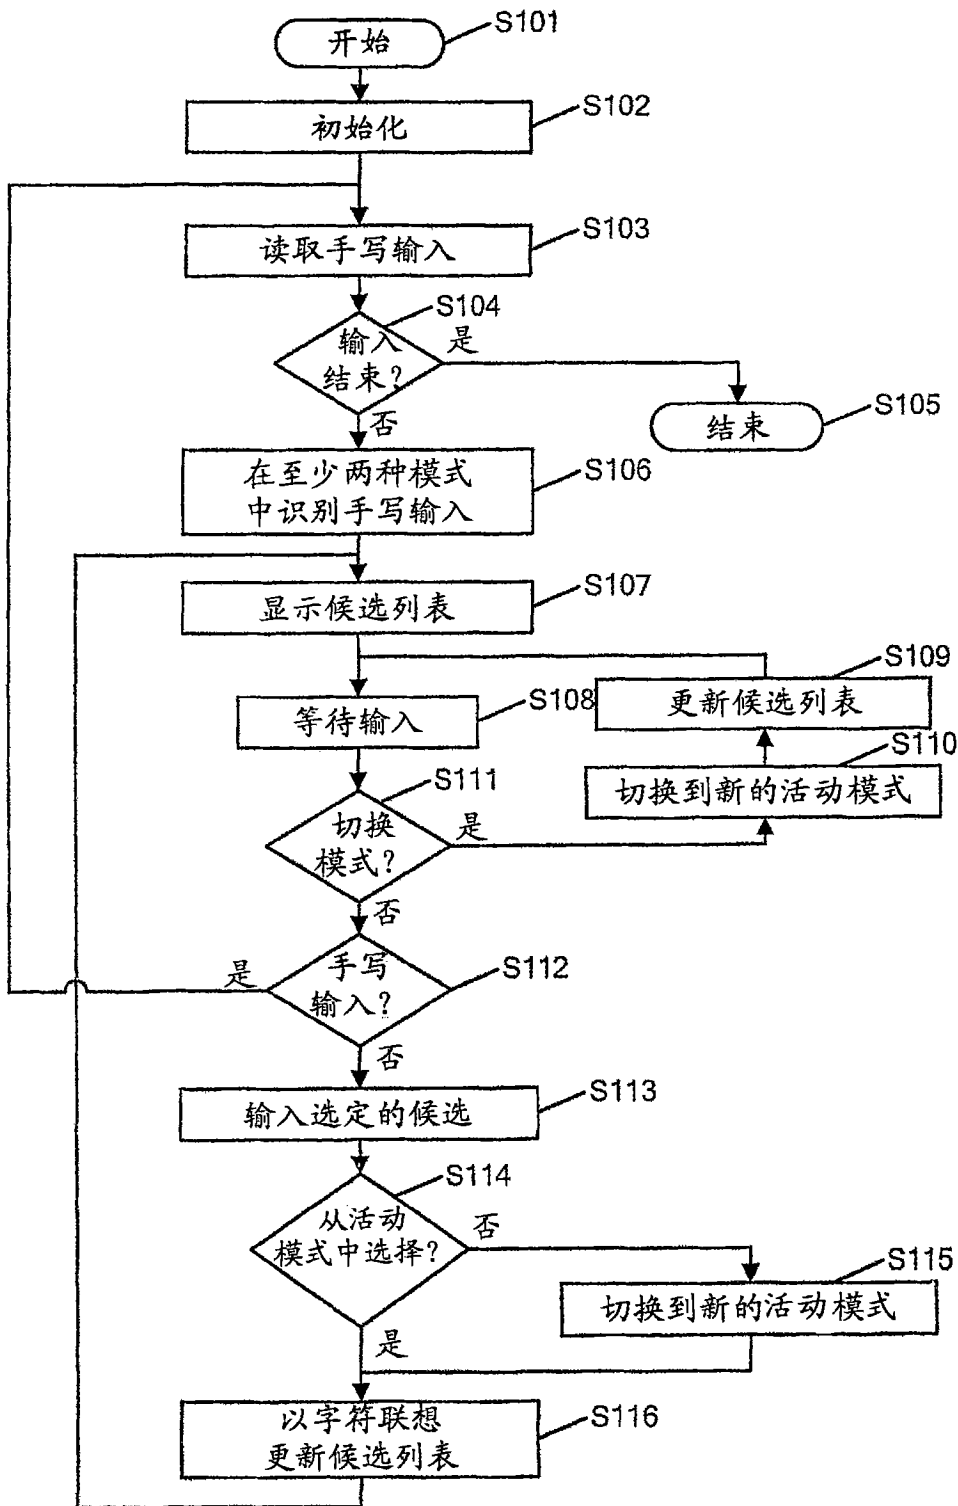 开始
S101
初始化
S102
读取手写输入
S103
S104
输入
结束?
是
否
结束
S105
在至少两种模式
中识别手写输入
S106
显示候选列表
S107
等待输入
S108
更新候选列表
S109
切换到新的活动模式
S110
S111
切换
模式?
是
否
手写
输入?
S112
是
否
输入选定的候选
S113
S114
从活动
模式中选择?
否
是
切换到新的活动模式
S115
以字符联想
更新候选列表
S116